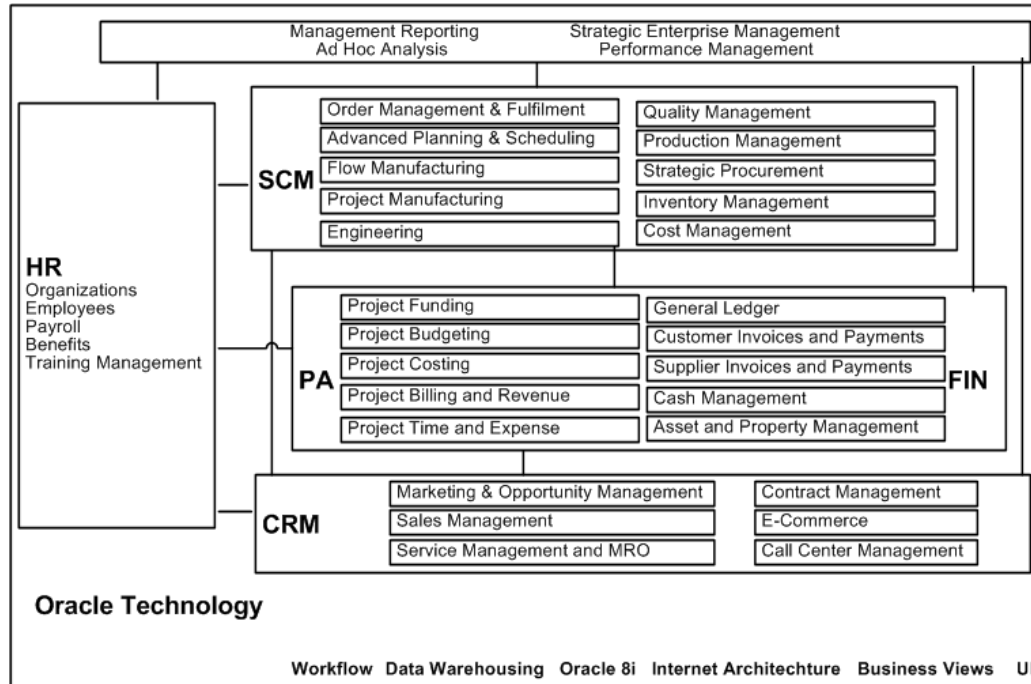 Management Reporting
Ad Hoc Analysis
Strategic Enterprise Management
Performance Management
HR
Organizations
Employees
Payroll
Benefits
Training Management
SCM
Order Management & Fulfilment
Advanced Planning & Scheduling
Flow Manufacturing
Project Manufacturing
Engineering
Quality Management
Production Management
Strategic Procurement
Inventory Management
Cost Management
PA
Project Funding
Project Budgeting
Project Costing
Project Billing and Revenue
Project Time and Expense
General Ledger
Customer Invoices and Payments
Supplier Invoices and Payments
Cash Management
Asset and Property Management
FIN
CRM
Marketing & Opportunity Management
Sales Management
Service Management and MRO
Contract Management
E-Commerce
Call Center Management
Oracle Technology
Workflow Data Warehousing Oracle 8i Internet Architechture Business Views